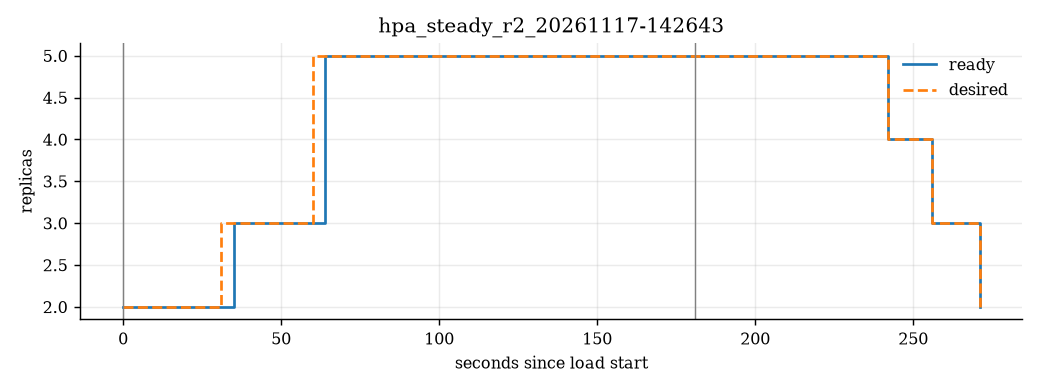 hpa_steady_r2_20261117-142643
5.0
4.5
4.0
3.5
3.0
2.5
2.0
replicas
ready
desired
0 50 100 150 200 250
seconds since load start